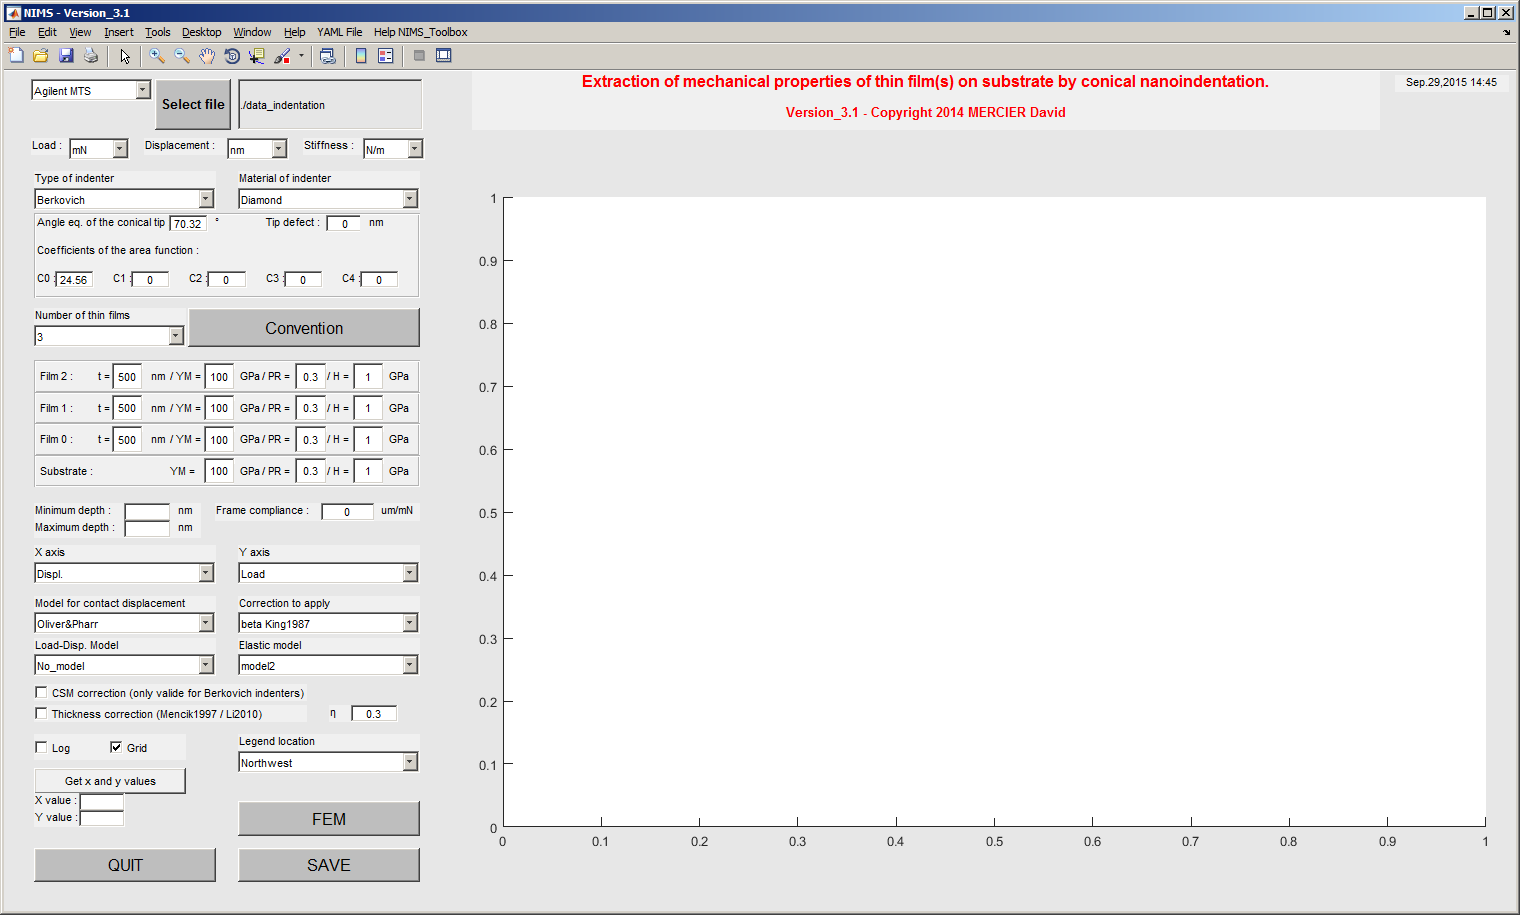 NIMS - Version_3.1
File Edit View Insert Tools Desktop Window Help YAML File Help NIMS_Toolbox
Agilent MTS
Select file
./data_indentation
Extraction of mechanical properties of thin film(s) on substrate by conical nanoindentation.
Version_3.1 - Copyright 2014 MERCIER David
Sep.29,2015 14:45
Load : mN Displacement : nm Stiffness : N/m
Type of indenter Material of indenter
Berkovich Diamond
Angle eq. of the conical tip 70.32 ° Tip defect : 0 nm
Coefficients of the area function :
C0 : 24.56 C1 : 0 C2 : 0 C3 : 0 C4 : 0
Number of thin films
3
Convention
Film 2 : t = 500 nm / YM = 100 GPa / PR = 0.3 / H = 1 GPa
Film 1 : t = 500 nm / YM = 100 GPa / PR = 0.3 / H = 1 GPa
Film 0 : t = 500 nm / YM = 100 GPa / PR = 0.3 / H = 1 GPa
Substrate : YM = 100 GPa / PR = 0.3 / H = 1 GPa
Minimum depth : nm Frame compliance : 0 um/mN
Maximum depth : nm
X axis Y axis
Displ. Load
Model for contact displacement Correction to apply
Oliver&Pharr beta King1987
Load-Disp. Model Elastic model
No_model model2
CSM correction (only valide for Berkovich indenters)
Thickness correction (Mencik1997 / Li2010) η 0.3
Log Grid
Legend location
Northwest
Get x and y values
X value :
Y value :
FEM
QUIT SAVE
1
0.9
0.8
0.7
0.6
0.5
0.4
0.3
0.2
0.1
0
0 0.1 0.2 0.3 0.4 0.5 0.6 0.7 0.8 0.9 1